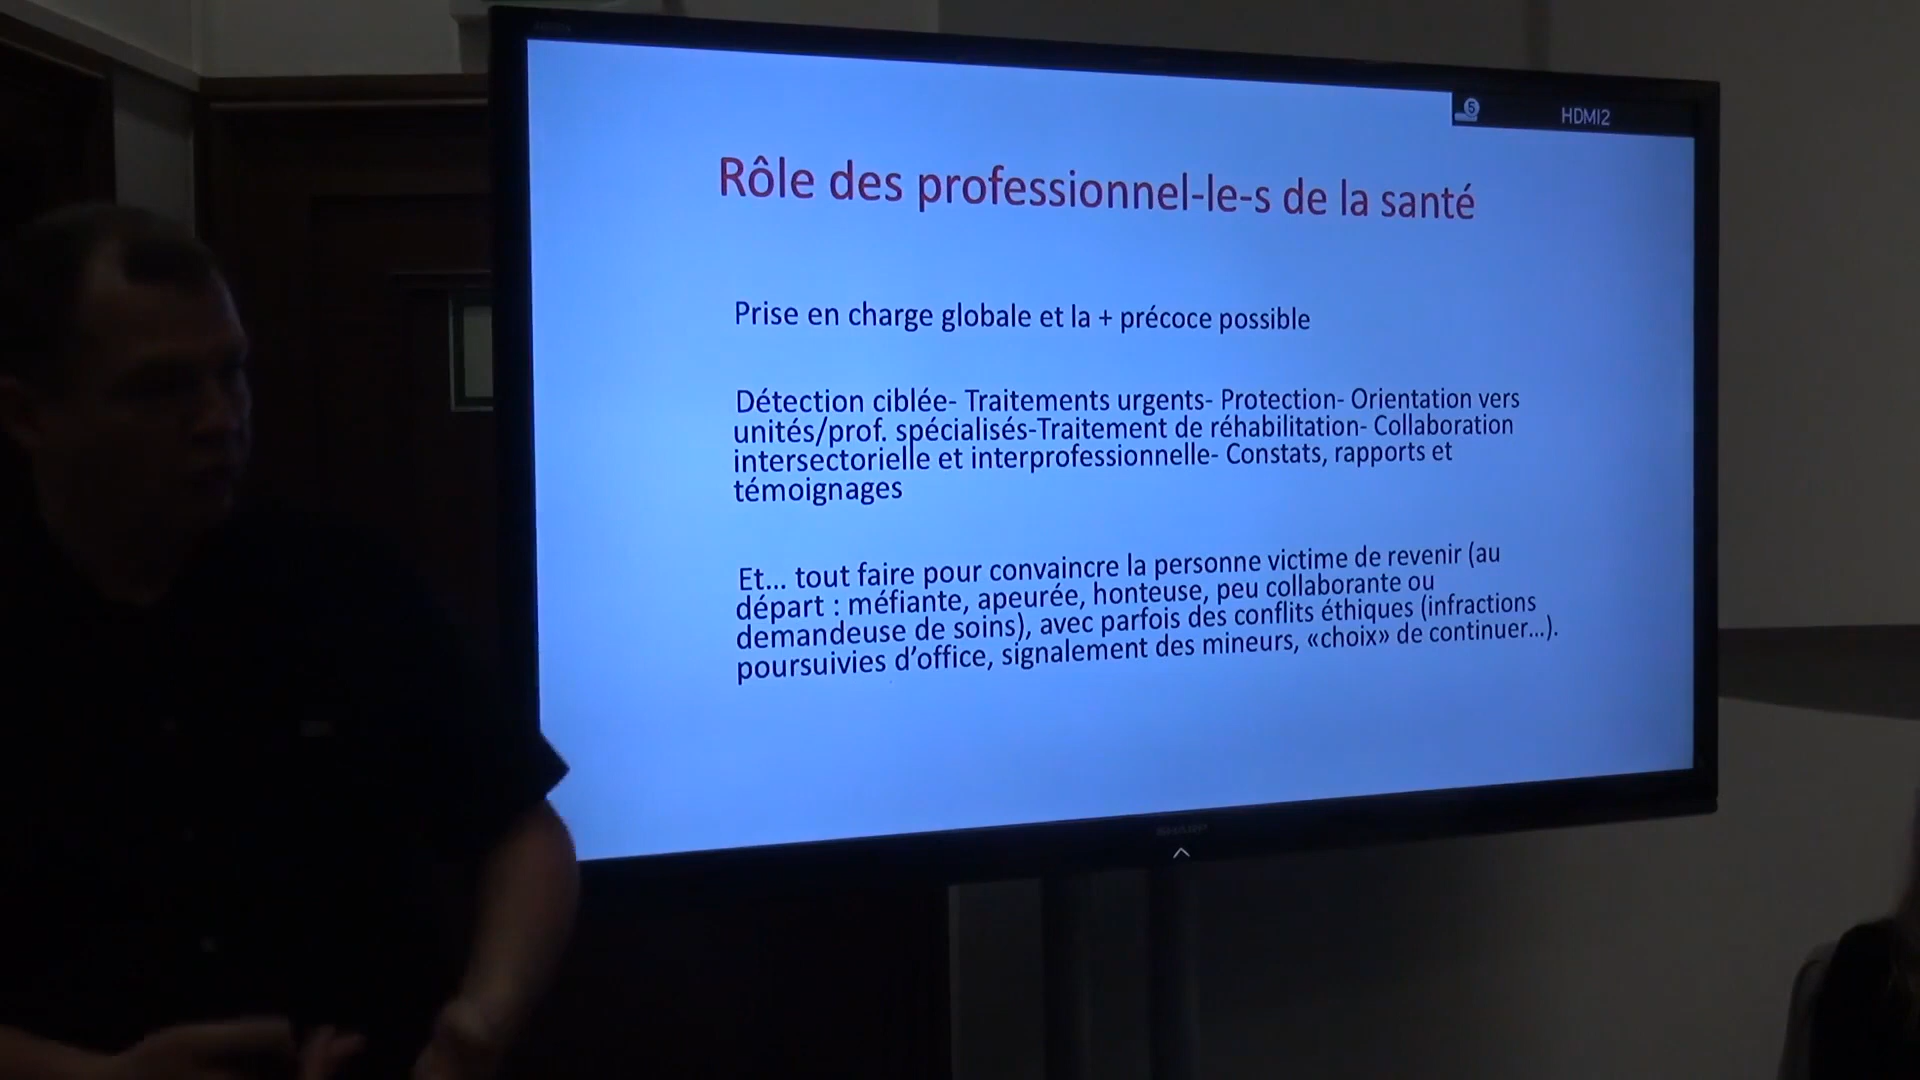 5
HDMI2
Rôle des professionnel-le-s de la santé
Prise en charge globale et la + précoce possible
Détection ciblée- Traitements urgents- Protection- Orientation vers
unités/prof. spécialisés-Traitement de réhabilitation- Collaboration
intersectorielle et interprofessionnelle- Constats, rapports et
témoignages
Et... tout faire pour convaincre la personne victime de revenir (au
départ : méfiante, apeurée, honteuse, peu collaborante ou
demandeuse de soins), avec parfois des conflits éthiques (infractions
poursuivies d'office, signalement des mineurs, «choix» de continuer...).
SHARP